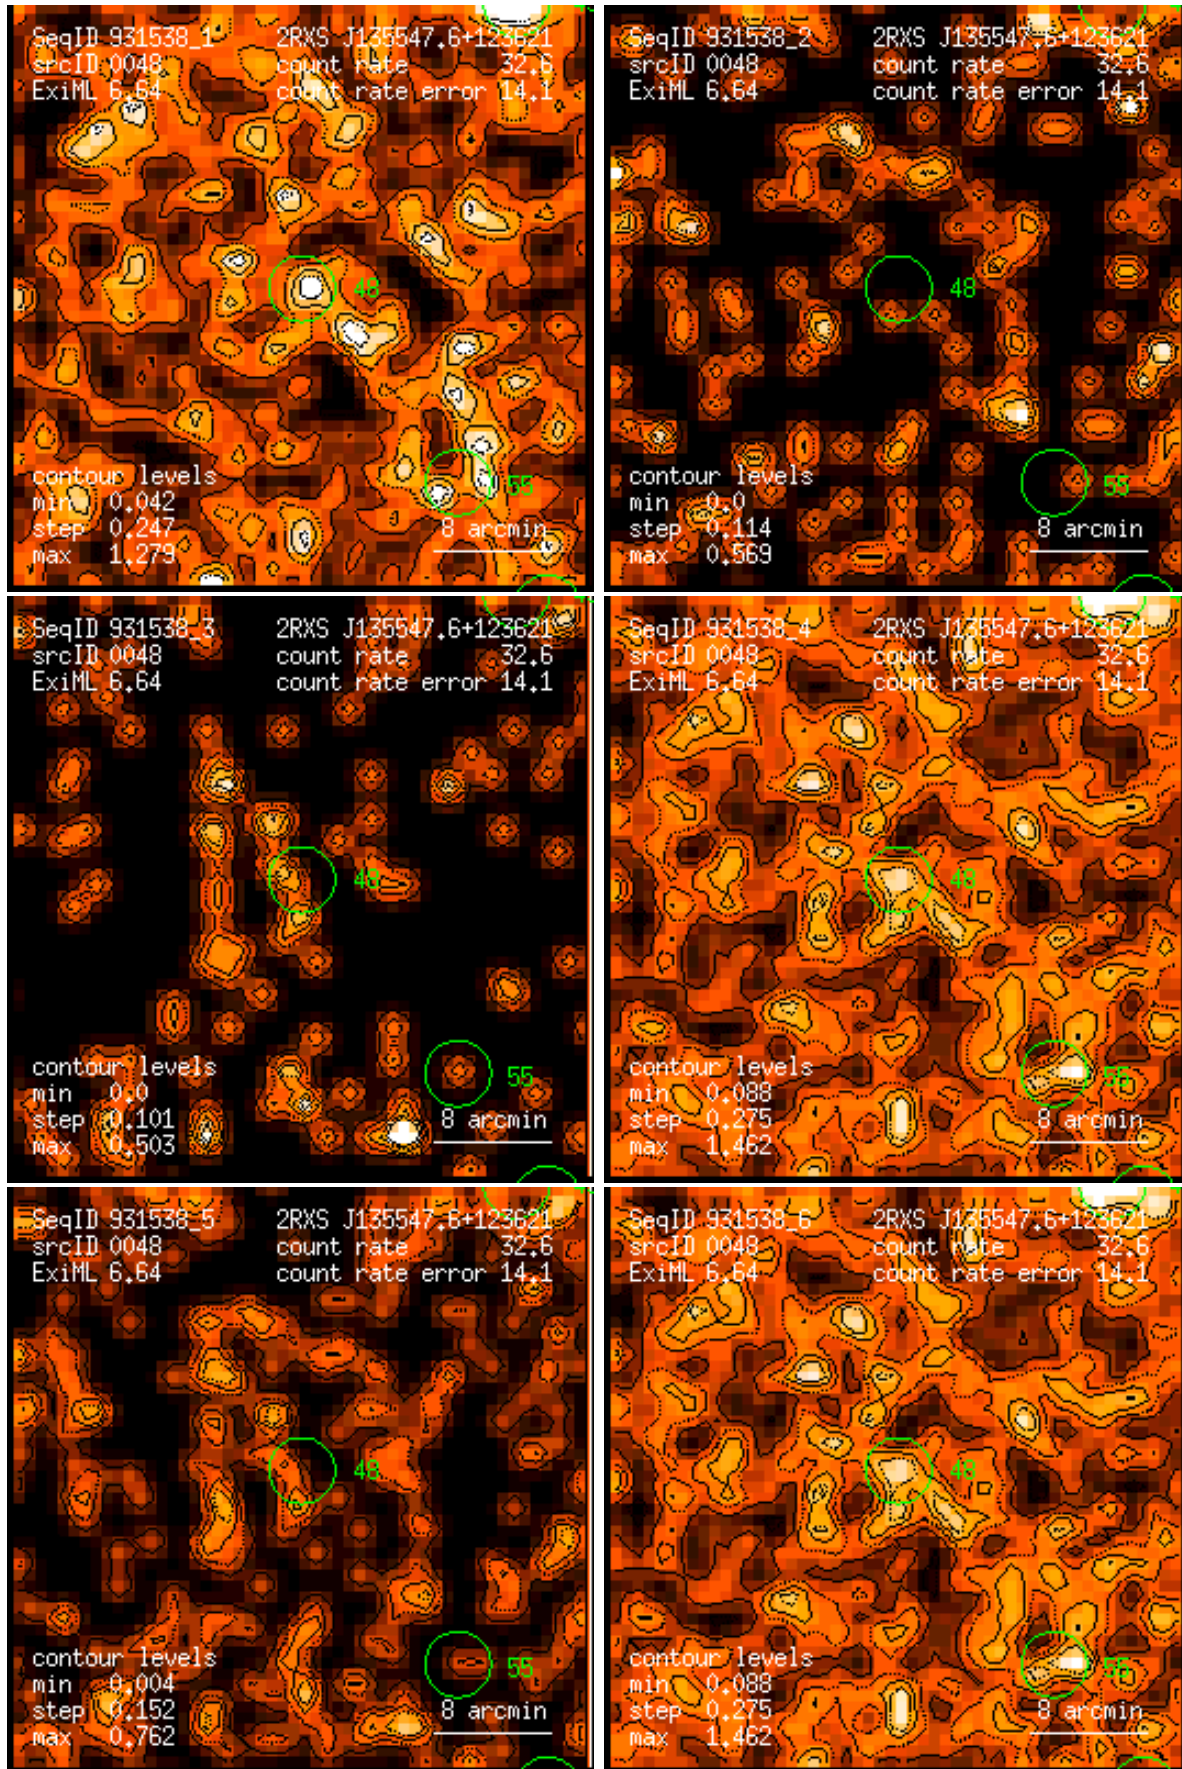 SeqID 931538_1 2RXS J135547.6+123621
srcID 0048 count rate 32.6
ExiML 6.64 count rate error 14.1
48
contour levels
55
min 0.042
step 0.247 8 arcmin
max 1.279
SeqID 931538_2 2RXS J135547.6+123621
srcID 0048 count rate 32.6
ExiML 6.64 count rate error 14.1
48
contour levels
55
min 0.0
step 0.114 8 arcmin
max 0.569
SeqID 931538_3 2RXS J135547.6+123621
srcID 0048 count rate 32.6
ExiML 6.64 count rate error 14.1
48
contour levels
55
min 0.0
step 0.101 8 arcmin
max 0.503
SeqID 931538_4 2RXS J135547.6+123621
srcID 0048 count rate 32.6
ExiML 6.64 count rate error 14.1
48
contour levels
55
min 0.088
step 0.275 8 arcmin
max 1.462
SeqID 931538_5 2RXS J135547.6+123621
srcID 0048 count rate 32.6
ExiML 6.64 count rate error 14.1
48
contour levels
55
min 0.004
step 0.152 8 arcmin
max 0.762
SeqID 931538_6 2RXS J135547.6+123621
srcID 0048 count rate 32.6
ExiML 6.64 count rate error 14.1
48
contour levels
55
min 0.088
step 0.275 8 arcmin
max 1.462